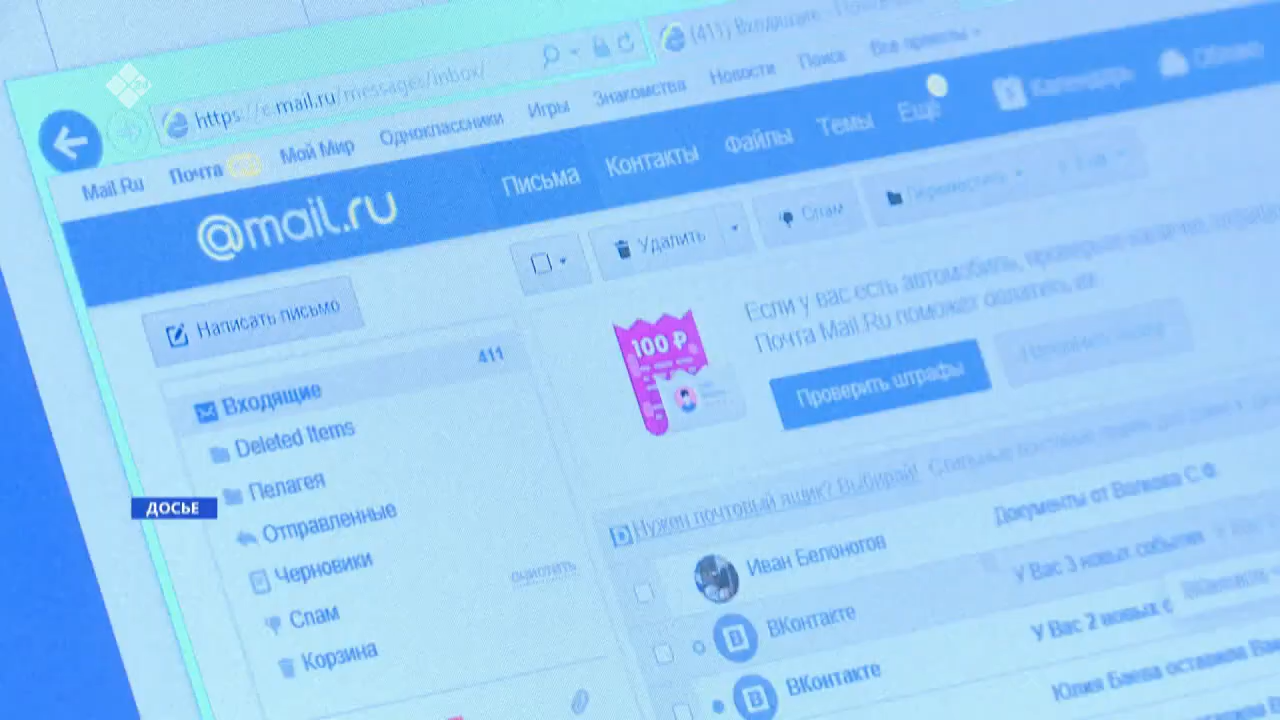 (411) Входящие
https://e.mail.ru/messages/inbox/
Mail.Ru Почта Мой Мир Одноклассники Игры Знакомства Новости Поиск Все проекты
@mail.ru Письма Контакты Файлы Темы Ещё Календарь Облако
Написать письмо Удалить Спам Переместить
Если у вас есть автомобиль, проверьте
Почта Mail.Ru поможет оплатить их
100 ₽
Проверить штрафы
Входящие 411
Deleted Items
Пелагея
Отправленные
Черновики очистить
Спам
Корзина
Нужен почтовый ящик? Выбирай!
Иван Белоногов Документы от Волкова С.Ф.
ВКонтакте У Вас 3 новых события
ВКонтакте У Вас 2 новых с
Юлия Баева оставила Вам
ДОСЬЕ